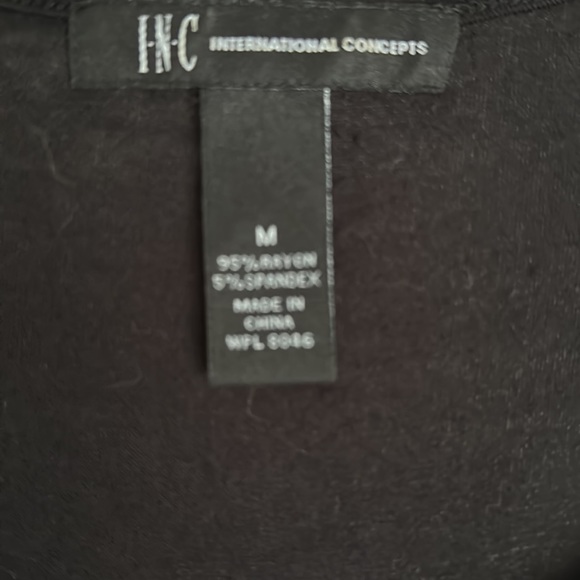 I·N·C INTERNATIONAL CONCEPTS
M
95% RAYON
5% SPANDEX
MADE IN
CHINA
WPL